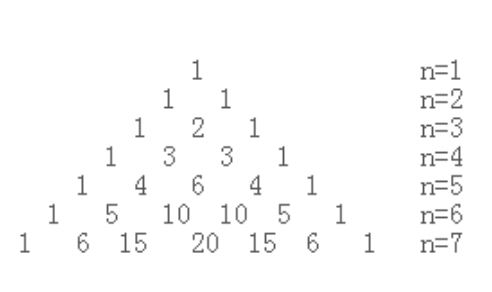 1 n=1
1 1 n=2
1 2 1 n=3
1 3 3 1 n=4
1 4 6 4 1 n=5
1 5 10 10 5 1 n=6
1 6 15 20 15 6 1 n=7